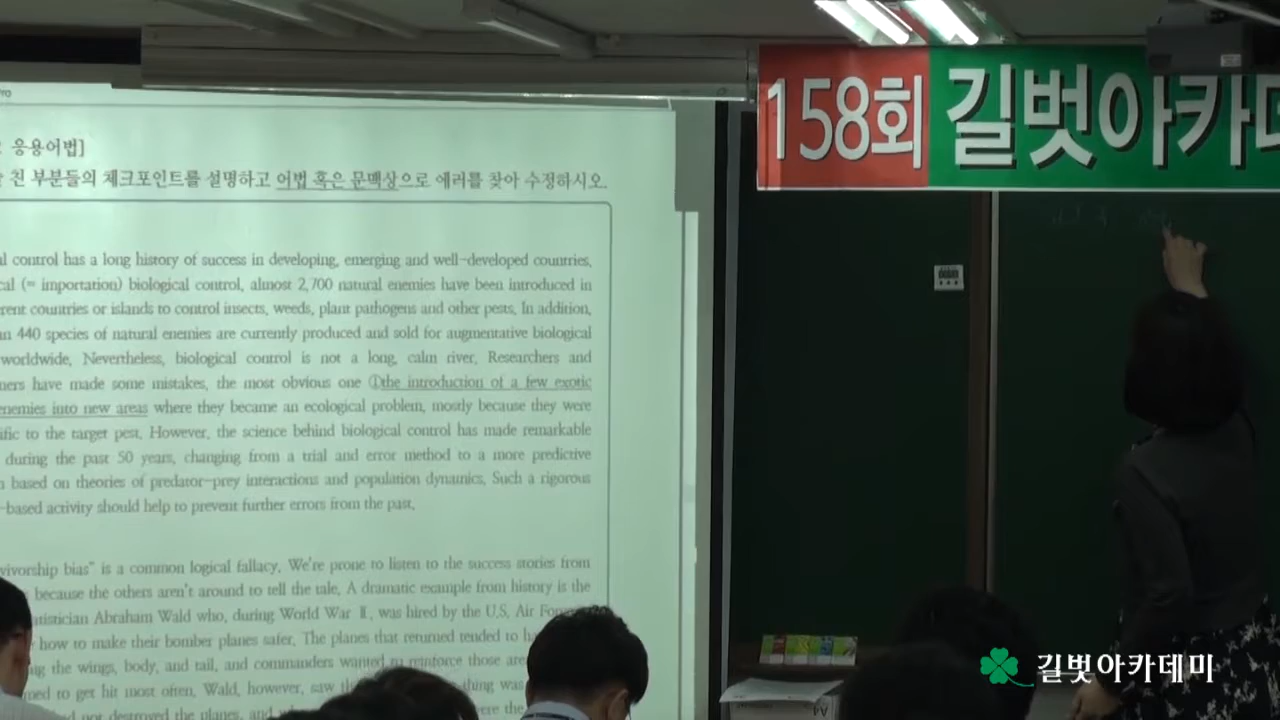 158회 길벗아카데
응용어법]
친 부분들의 체크포인트를 설명하고 어법 혹은 문맥상으로 에러를 찾아 수정하시오.
control has a long history of success in developing, emerging and well-developed countries.
(= importation) biological control, almost 2,700 natural enemies have been introduced in
countries or islands to control insects, weeds, plant pathogens and other pests. In addition,
440 species of natural enemies are currently produced and sold for augmentative biological
worldwide. Nevertheless, biological control is not a long, calm river. Researchers and
have made some mistakes, the most obvious one ①the introduction of a few exotic
enemies into new areas where they became an ecological problem, mostly because they were
to the target pest. However, the science behind biological control has made remarkable
during the past 50 years, changing from a trial and error method to a more predictive
based on theories of predator-prey interactions and population dynamics. Such a rigorous
-based activity should help to prevent further errors from the past.
vivorship bias" is a common logical fallacy. We're prone to listen to the success stories from
because the others aren't around to tell the tale. A dramatic example from history is the
Abraham Wald who, during World War Ⅱ, was hired by the U.S. Air
how to make their bomber planes safer. The planes that returned tended to
the wings, body, and tail, and commanders wanted to reinforce those
to get hit most often. Wald, however, saw thing was
not destroyed the planes, and the
길벗아카데미